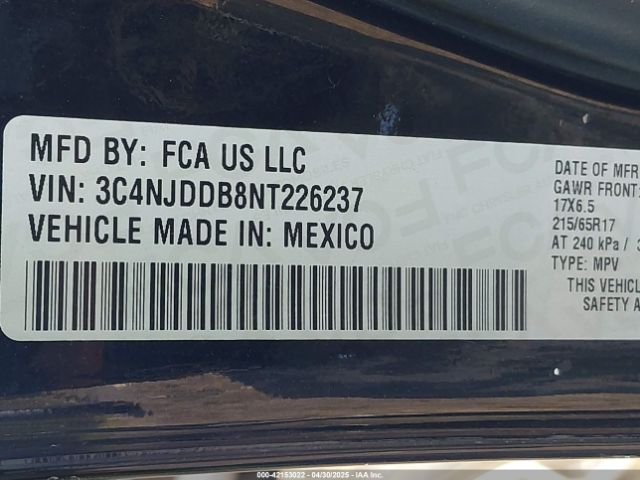 MFD BY: FCA US LLC
VIN: 3C4NJDDB8NT226237
VEHICLE MADE IN: MEXICO
DATE OF MFR
GAWR FRONT:
17X6.5
215/65R17
AT 240 kPa /
TYPE: MPV
THIS VEHICL
SAFETY A
000-42153022 - 04/30/2025 - IAA Inc.